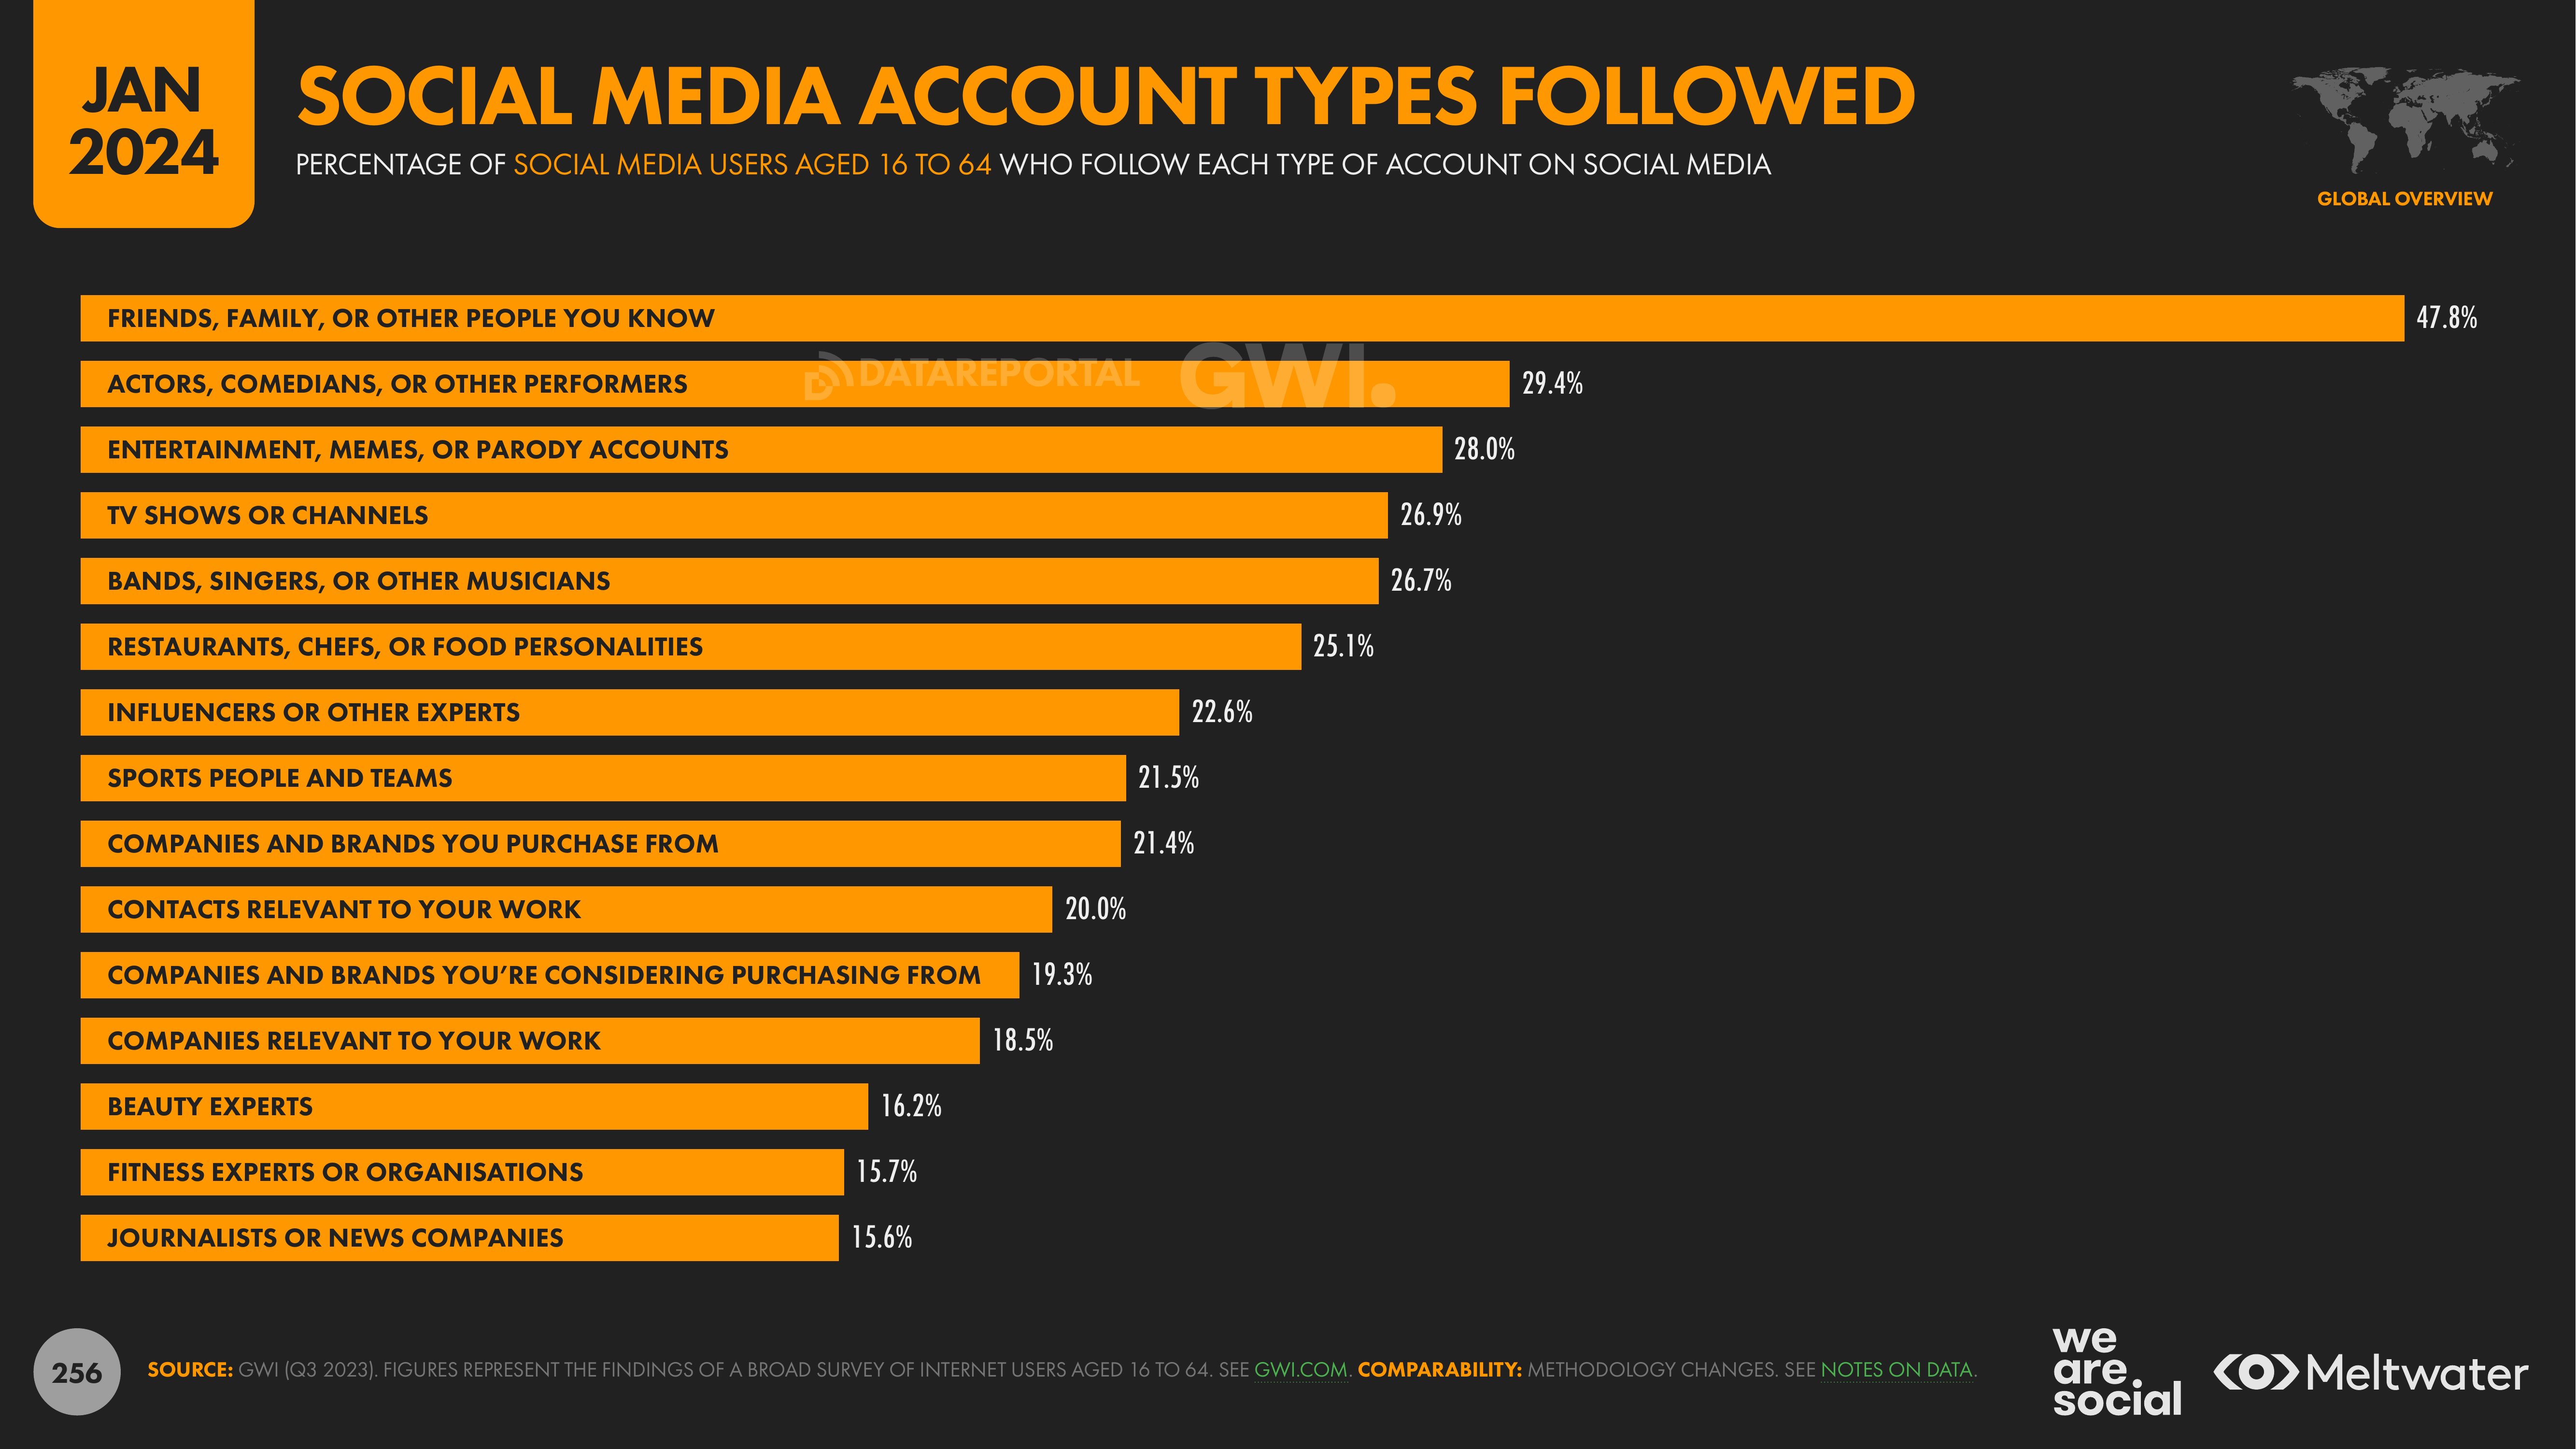 JAN
2024
SOCIAL MEDIA ACCOUNT TYPES FOLLOWED
PERCENTAGE OF SOCIAL MEDIA USERS AGED 16 TO 64 WHO FOLLOW EACH TYPE OF ACCOUNT ON SOCIAL MEDIA
GLOBAL OVERVIEW
FRIENDS, FAMILY, OR OTHER PEOPLE YOU KNOW 47.8%
DATAREPORTAL GWI.
ACTORS, COMEDIANS, OR OTHER PERFORMERS 29.4%
ENTERTAINMENT, MEMES, OR PARODY ACCOUNTS 28.0%
TV SHOWS OR CHANNELS 26.9%
BANDS, SINGERS, OR OTHER MUSICIANS 26.7%
RESTAURANTS, CHEFS, OR FOOD PERSONALITIES 25.1%
INFLUENCERS OR OTHER EXPERTS 22.6%
SPORTS PEOPLE AND TEAMS 21.5%
COMPANIES AND BRANDS YOU PURCHASE FROM 21.4%
CONTACTS RELEVANT TO YOUR WORK 20.0%
COMPANIES AND BRANDS YOU’RE CONSIDERING PURCHASING FROM 19.3%
COMPANIES RELEVANT TO YOUR WORK 18.5%
BEAUTY EXPERTS 16.2%
FITNESS EXPERTS OR ORGANISATIONS 15.7%
JOURNALISTS OR NEWS COMPANIES 15.6%
256
SOURCE: GWI (Q3 2023). FIGURES REPRESENT THE FINDINGS OF A BROAD SURVEY OF INTERNET USERS AGED 16 TO 64. SEE GWI.COM. COMPARABILITY: METHODOLOGY CHANGES. SEE NOTES ON DATA.
we
are
social
Meltwater